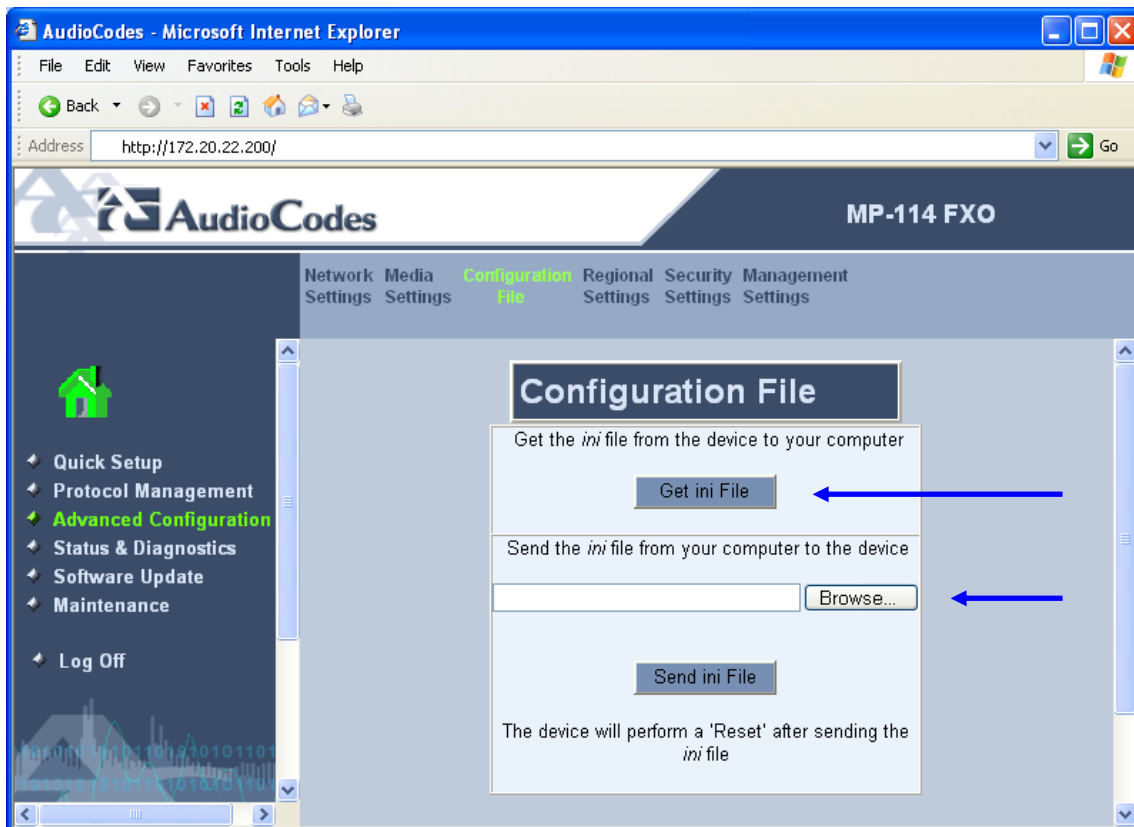 AudioCodes - Microsoft Internet Explorer
File Edit View Favorites Tools Help
Back
Address http://172.20.22.200/ Go
AudioCodes
MP-114 FXO
Network Settings
Media Settings
Configuration File
Regional Settings
Security Settings
Management Settings
Quick Setup
Protocol Management
Advanced Configuration
Status & Diagnostics
Software Update
Maintenance
Log Off
Configuration File
Get the ini file from the device to your computer
Get ini File
Send the ini file from your computer to the device
Browse...
Send ini File
The device will perform a 'Reset' after sending the
ini file